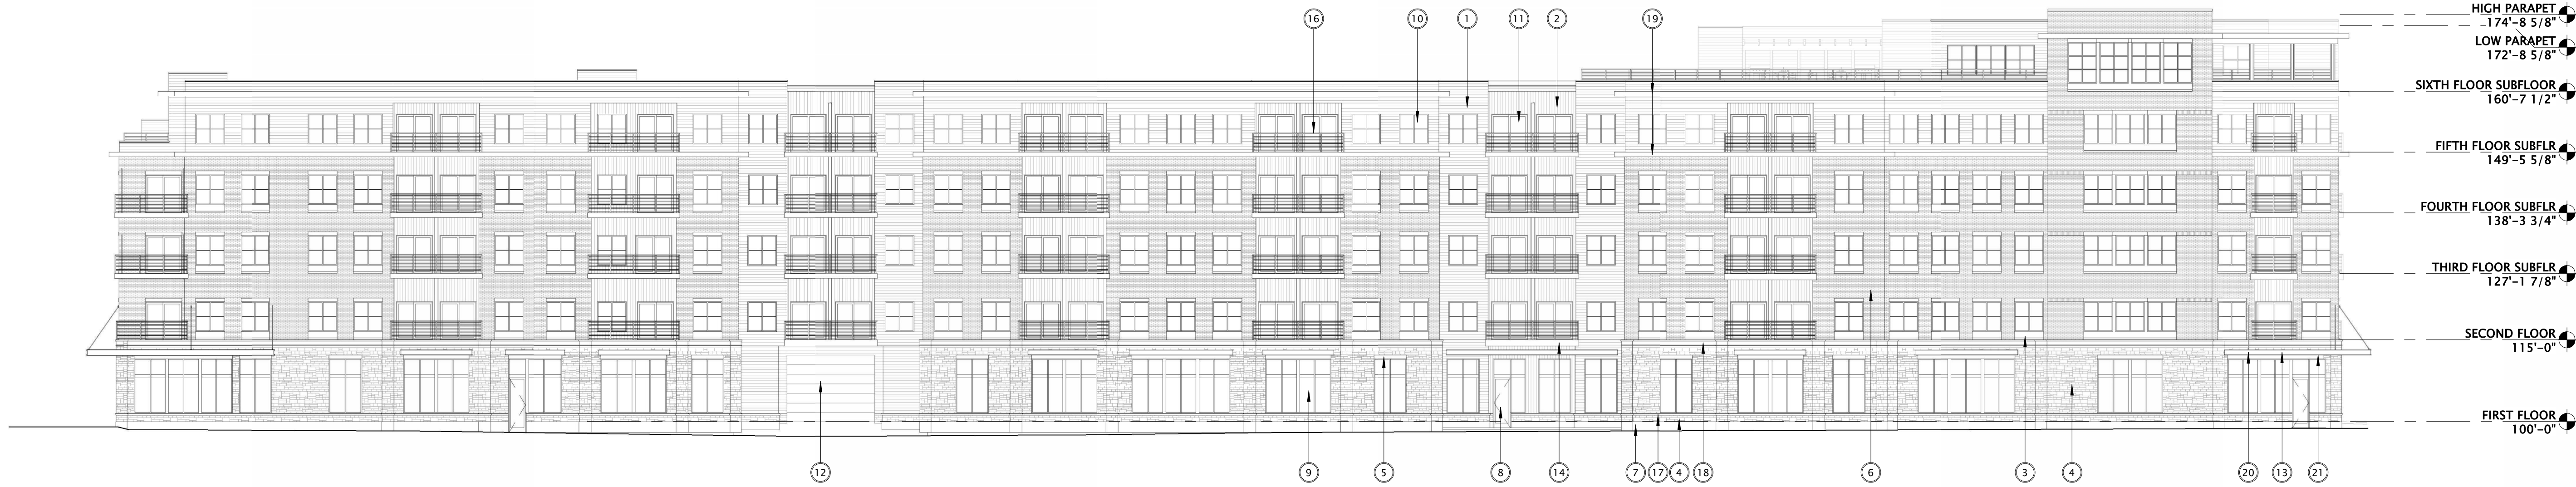 16 10 1 11 2 19
HIGH PARAPET
174'-8 5/8"
LOW PARAPET
172'-8 5/8"
SIXTH FLOOR SUBFLOOR
160'-7 1/2"
FIFTH FLOOR SUBFLR
149'-5 5/8"
FOURTH FLOOR SUBFLR
138'-3 3/4"
THIRD FLOOR SUBFLR
127'-1 7/8"
SECOND FLOOR
115'-0"
FIRST FLOOR
100'-0"
12 9 5 8 14 7 17 4 18 6 3 4 20 13 21